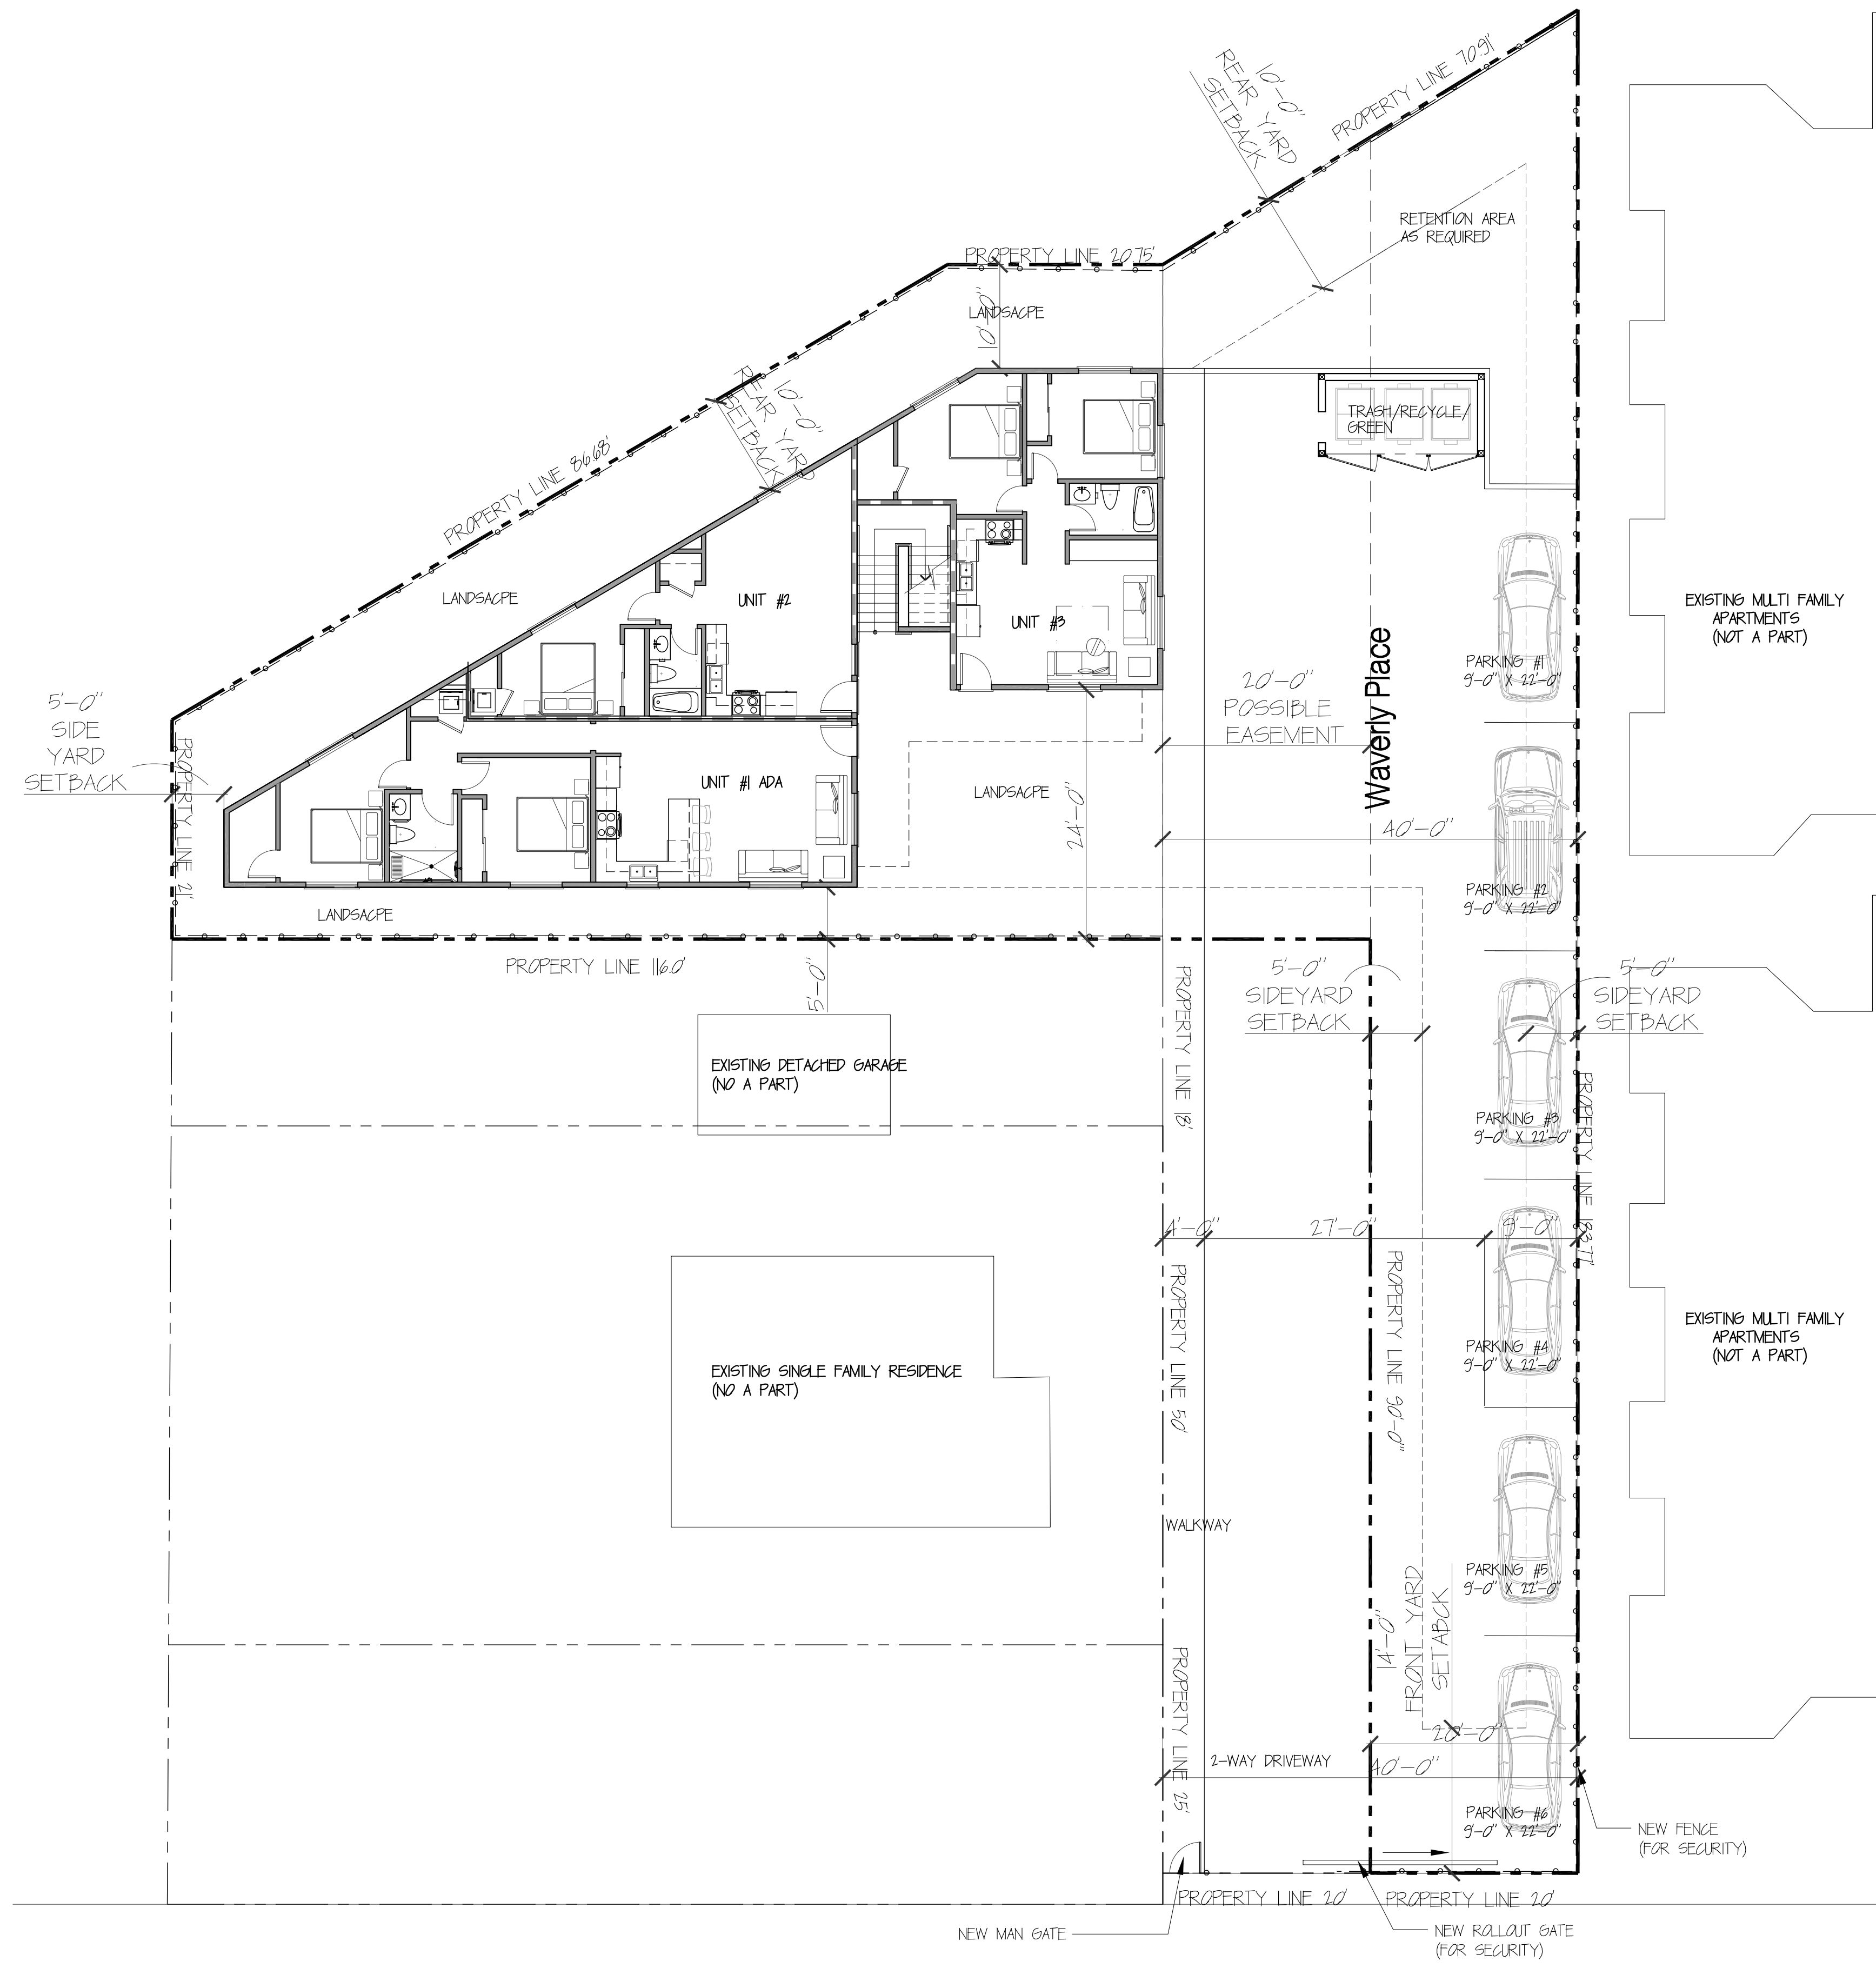 PROPERTY LINE 70.91'
10'-0"
REAR YARD
SETBACK
RETENTION AREA
AS REQUIRED
PROPERTY LINE 20.75'
LANDSACPE
10'-0"
10'-0"
REAR YARD
SETBACK
PROPERTY LINE 86.68'
TRASH/RECYCLE/
GREEN
LANDSACPE
UNIT #2
UNIT #3
EXISTING MULTI FAMILY
APARTMENTS
(NOT A PART)
PARKING #1
9'-0" X 22'-0"
5'-0"
SIDE
YARD
SETBACK
PROPERTY LINE 21'
20'-0"
POSSIBLE
EASEMENT
Waverly Place
UNIT #1 ADA
LANDSACPE
24'-0"
40'-0"
PARKING #2
9'-0" X 22'-0"
LANDSACPE
PROPERTY LINE 116.0'
5'-0"
PROPERTY LINE 18'
5'-0"
SIDEYARD
SETBACK
5'-0"
SIDEYARD
SETBACK
EXISTING DETACHED GARAGE
(NO A PART)
PARKING #3
9'-0" X 22'-0"
PROPERTY LINE 183.77'
4'-0"
27'-0"
9'-0"
PROPERTY LINE 50'
PROPERTY LINE 90'-0"
PARKING #4
9'-0" X 22'-0"
EXISTING MULTI FAMILY
APARTMENTS
(NOT A PART)
EXISTING SINGLE FAMILY RESIDENCE
(NO A PART)
WALKWAY
PARKING #5
9'-0" X 22'-0"
14'-0"
FRONT YARD
SETABCK
PROPERTY LINE 25'
20'-0"
2-WAY DRIVEWAY
40'-0"
PARKING #6
9'-0" X 22'-0"
NEW FENCE
(FOR SECURITY)
PROPERTY LINE 20'
PROPERTY LINE 20'
NEW MAN GATE
NEW ROLLOUT GATE
(FOR SECURITY)